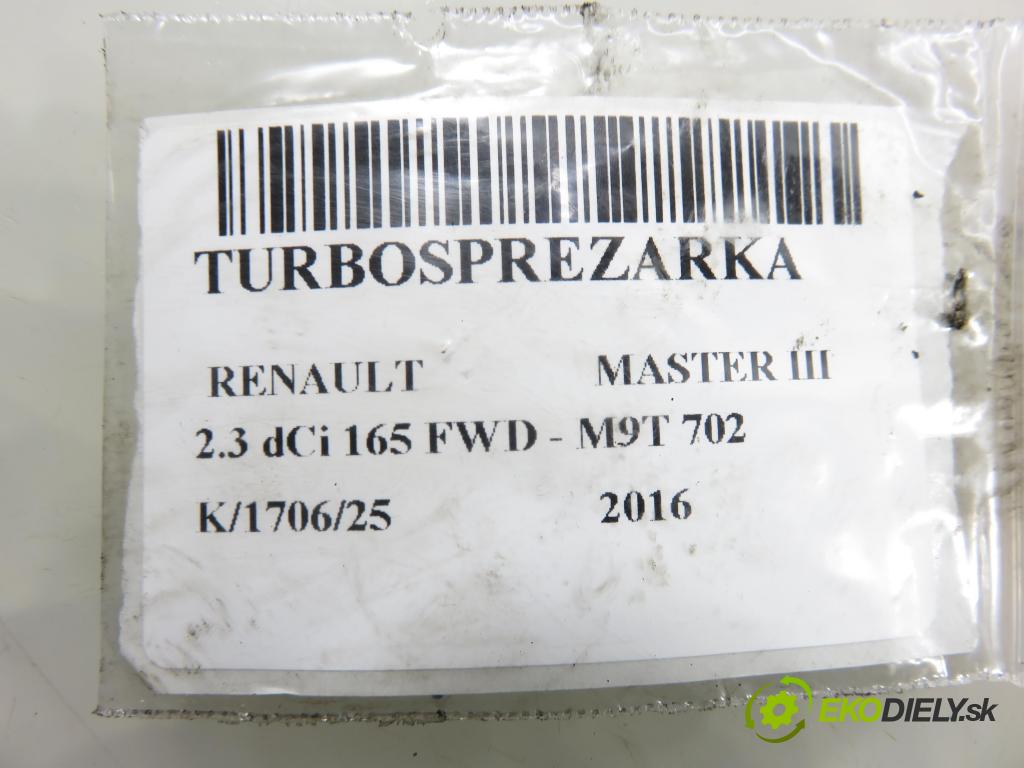 TURBOSPREZARKA
RENAULT MASTER III
2.3 dCi 165 FWD - M9T 702
K/1706/25 2016
EKODIELY.sk